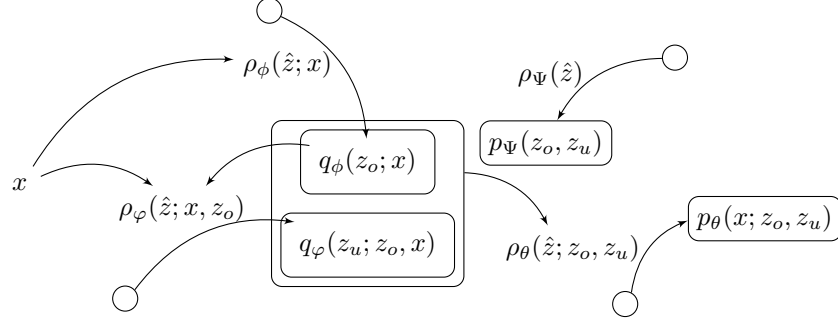 ρ_ϕ(ẑ; x)
ρ_Ψ(ẑ)
q_ϕ(z_o; x)
p_Ψ(z_o, z_u)
x
ρ_φ(ẑ; x, z_o)
p_θ(x; z_o, z_u)
q_φ(z_u; z_o, x)
ρ_θ(ẑ; z_o, z_u)